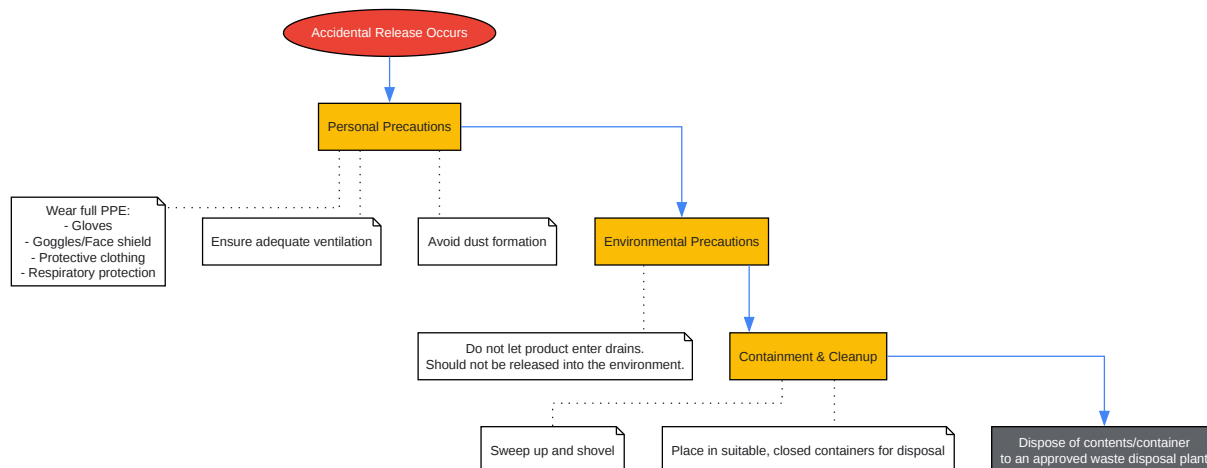 Accidental Release Occurs
Personal Precautions
Wear full PPE:
- Gloves
- Goggles/Face shield
- Protective clothing
- Respiratory protection
Ensure adequate ventilation
Avoid dust formation
Environmental Precautions
Do not let product enter drains.
Should not be released into the environment.
Containment & Cleanup
Sweep up and shovel
Place in suitable, closed containers for disposal
Dispose of contents/container
to an approved waste disposal plant